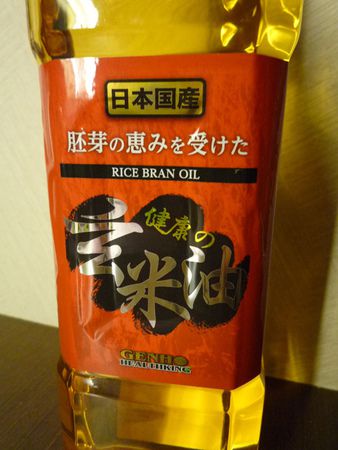 日本国産
胚芽の恵みを受けた
RICE BRAN OIL
健康の
玄米油
GENHO
HEALTHKING